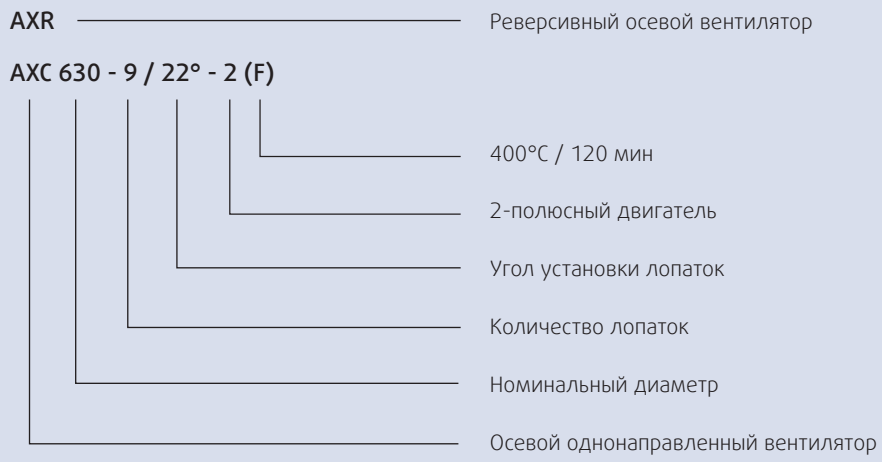 AXR Реверсивный осевой вентилятор
AXC 630 - 9 / 22° - 2 (F)
400°C / 120 мин
2-полюсный двигатель
Угол установки лопаток
Количество лопаток
Номинальный диаметр
Осевой однонаправленный вентилятор